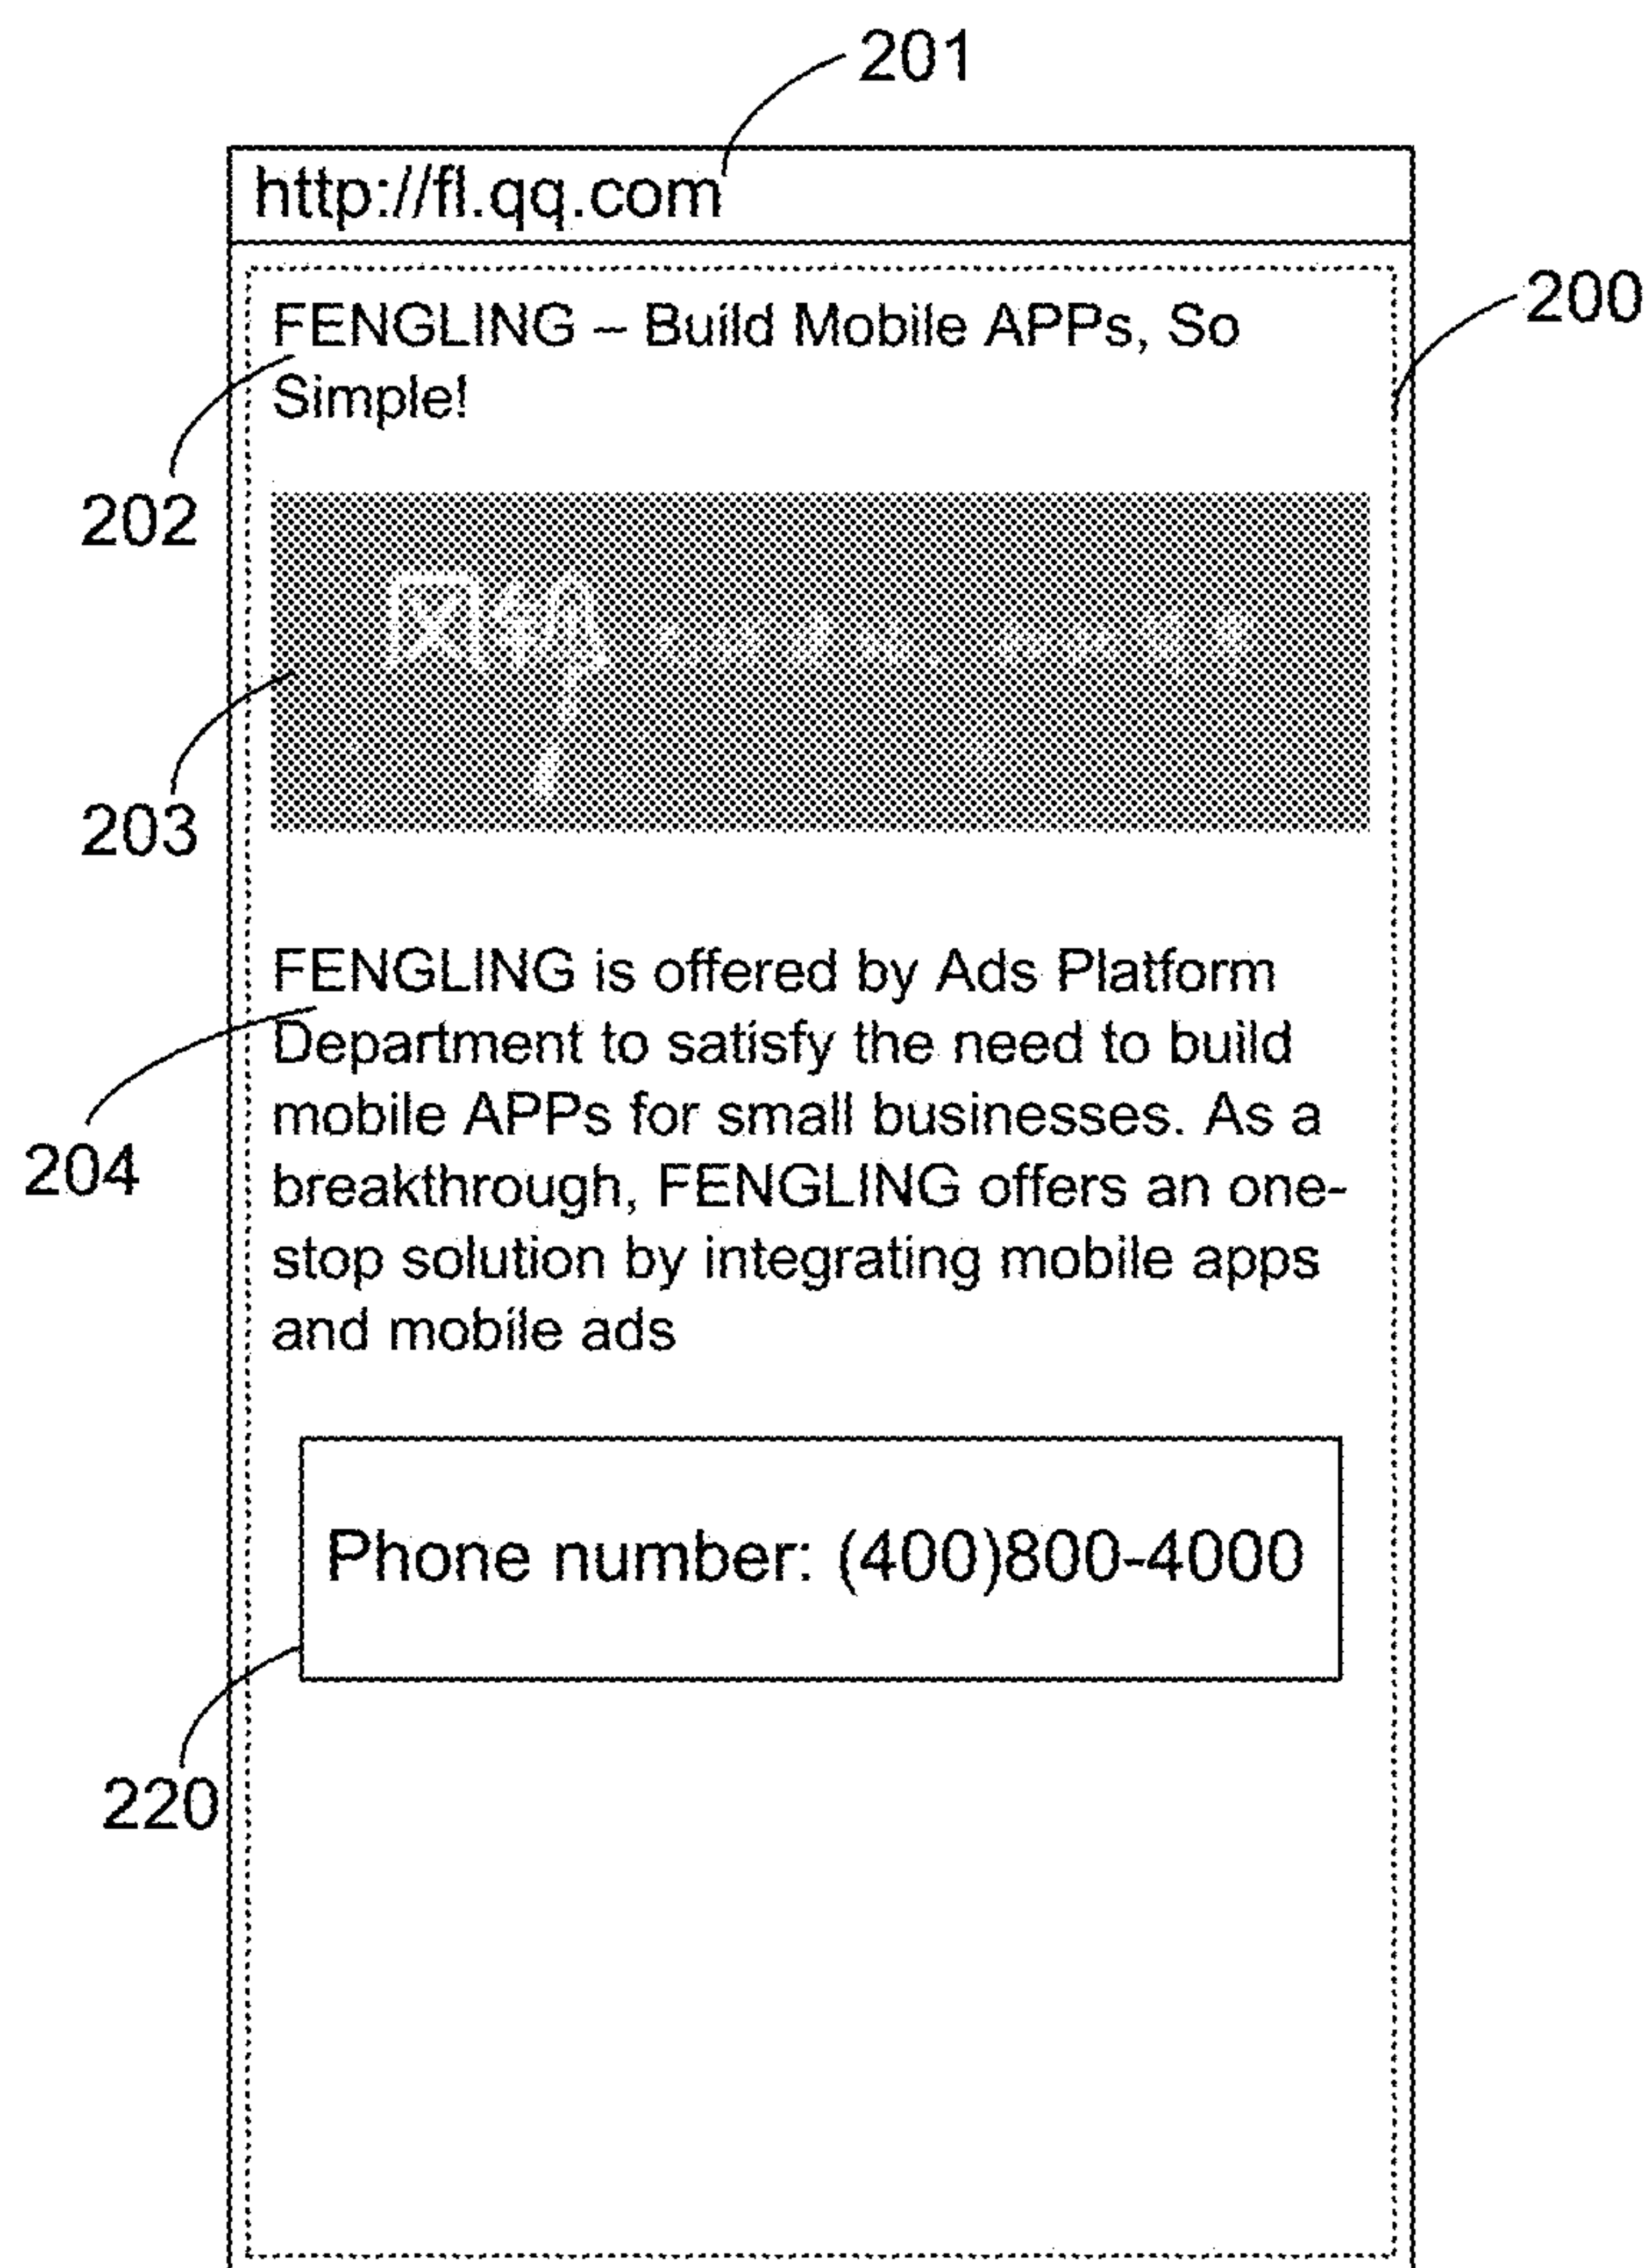 201
http://fl.qq.com
200
FENGLING – Build Mobile APPs, So
Simple!
202
风铃
203
FENGLING is offered by Ads Platform
Department to satisfy the need to build
mobile APPs for small businesses. As a
breakthrough, FENGLING offers an one-
stop solution by integrating mobile apps
and mobile ads
204
Phone number: (400)800-4000
220